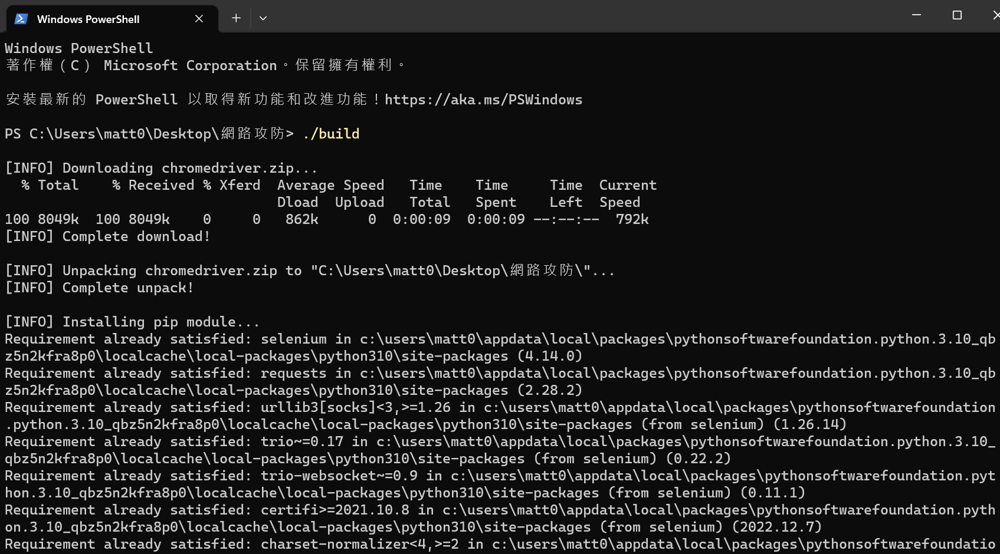 Windows PowerShell
Windows PowerShell
著作權 (C) Microsoft Corporation。保留擁有權利。
安裝最新的 PowerShell 以取得新功能和改進功能！https://aka.ms/PSWindows
PS C:\Users\matt0\Desktop\網路攻防> ./build
[INFO] Downloading chromedriver.zip...
  % Total    % Received % Xferd  Average Speed   Time    Time     Time  Current
                                 Dload  Upload   Total   Spent    Left  Speed
100 8049k  100 8049k    0     0   862k      0  0:00:09  0:00:09 --:--:--  792k
[INFO] Complete download!
[INFO] Unpacking chromedriver.zip to "C:\Users\matt0\Desktop\網路攻防\"...
[INFO] Complete unpack!
[INFO] Installing pip module...
Requirement already satisfied: selenium in c:\users\matt0\appdata\local\packages\pythonsoftwarefoundation.python.3.10_qb
z5n2kfra8p0\localcache\local-packages\python310\site-packages (4.14.0)
Requirement already satisfied: requests in c:\users\matt0\appdata\local\packages\pythonsoftwarefoundation.python.3.10_qb
z5n2kfra8p0\localcache\local-packages\python310\site-packages (2.28.2)
Requirement already satisfied: urllib3[socks]<3,>=1.26 in c:\users\matt0\appdata\local\packages\pythonsoftwarefoundation
.python.3.10_qbz5n2kfra8p0\localcache\local-packages\python310\site-packages (from selenium) (1.26.14)
Requirement already satisfied: trio~=0.17 in c:\users\matt0\appdata\local\packages\pythonsoftwarefoundation.python.3.10_
qbz5n2kfra8p0\localcache\local-packages\python310\site-packages (from selenium) (0.22.2)
Requirement already satisfied: trio-websocket~=0.9 in c:\users\matt0\appdata\local\packages\pythonsoftwarefoundation.pyt
hon.3.10_qbz5n2kfra8p0\localcache\local-packages\python310\site-packages (from selenium) (0.11.1)
Requirement already satisfied: certifi>=2021.10.8 in c:\users\matt0\appdata\local\packages\pythonsoftwarefoundation.pyth
on.3.10_qbz5n2kfra8p0\localcache\local-packages\python310\site-packages (from selenium) (2022.12.7)
Requirement already satisfied: charset-normalizer<4,>=2 in c:\users\matt0\appdata\local\packages\pythonsoftwarefoundatio